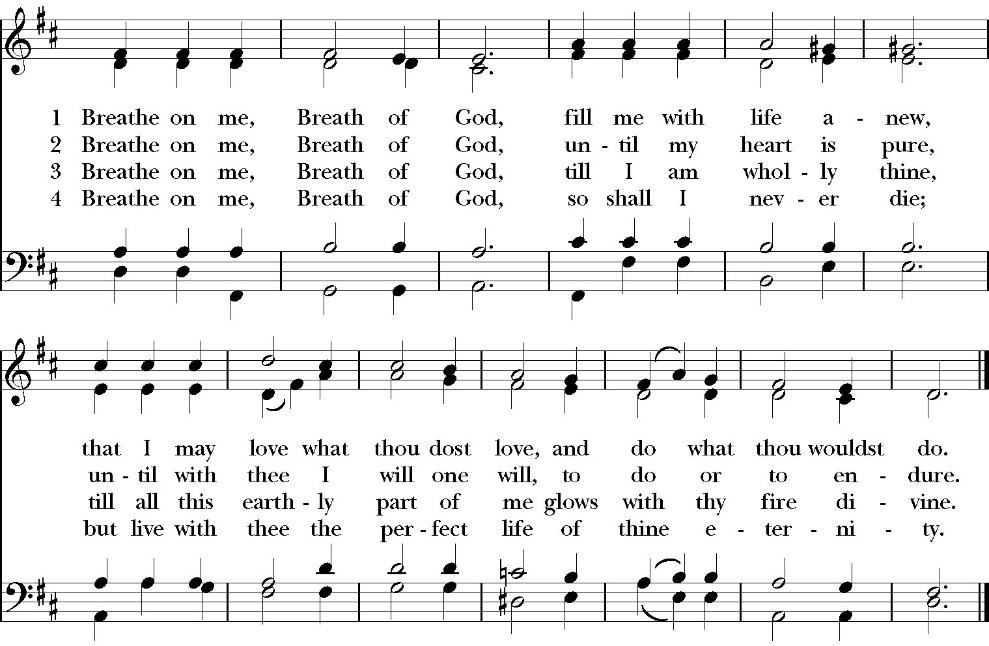 1 Breathe on me, Breath of God, fill me with life a - new,
2 Breathe on me, Breath of God, un - til my heart is pure,
3 Breathe on me, Breath of God, till I am whol - ly thine,
4 Breathe on me, Breath of God, so shall I nev - er die;
that I may love what thou dost love, and do what thou wouldst do.
un - til with thee I will one will, to do or to en - dure.
till all this earth - ly part of me glows with thy fire di - vine.
but live with thee the per - fect life of thine e - ter - ni - ty.